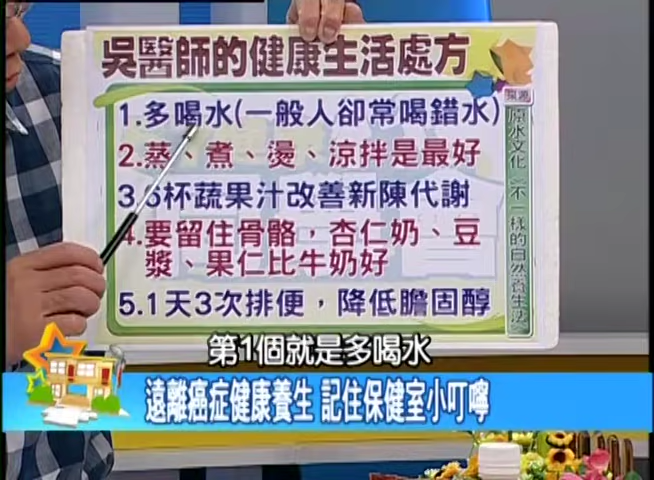 吳醫師的健康生活處方
1.多喝水(一般人卻常喝錯水)
2.蒸、煮、燙、涼拌是最好
3.6杯蔬果汁改善新陳代謝
4.要留住骨骼，杏仁奶、豆
漿、果仁比牛奶好
5.1天3次排便，降低膽固醇
原水文化
不一樣的自然養生法
第1個就是多喝水
遠離癌症健康養生 記住保健室小叮嚀